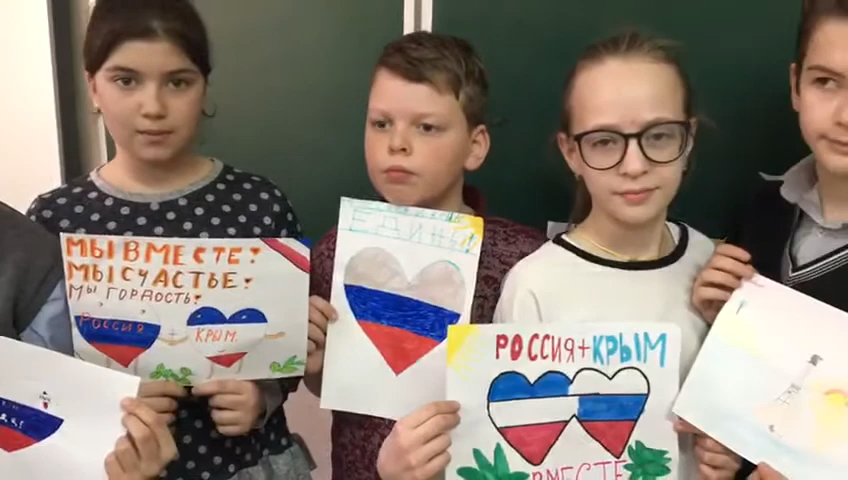 МЫ ВМЕСТЕ!
МЫ СЧАСТЬЕ!
МЫ ГОРДОСТЬ!
РОССИЯ + КРЫМ.
ЕДИНЫ!
РОССИЯ+КРЫМ
ВМЕСТЕ